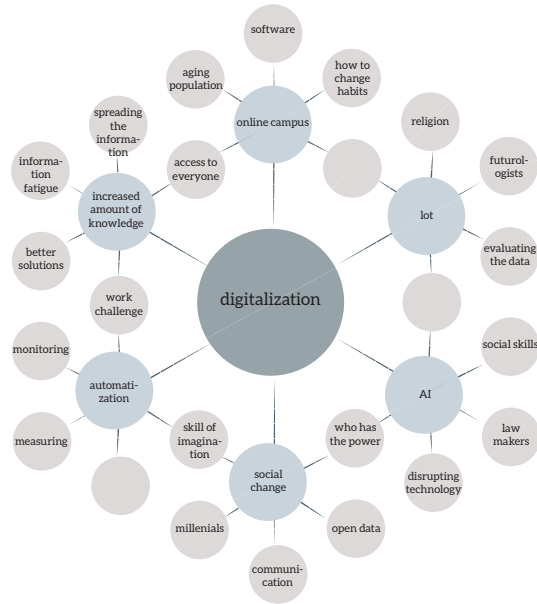 software
aging
population
how to
change
habits
online campus
spreading
the
informa-
tion
religion
informa-
tion
fatigue
access to
everyone
futurol-
ogists
increased
amount of
knowledge
lot
better
solutions
evaluating
the data
work
challenge
digitalization
monitoring
social skills
automati-
zation
AI
measuring
skill of
imagina-
tion
who has
the power
law
makers
social
change
disrupting
technology
millenials
open data
communi-
cation